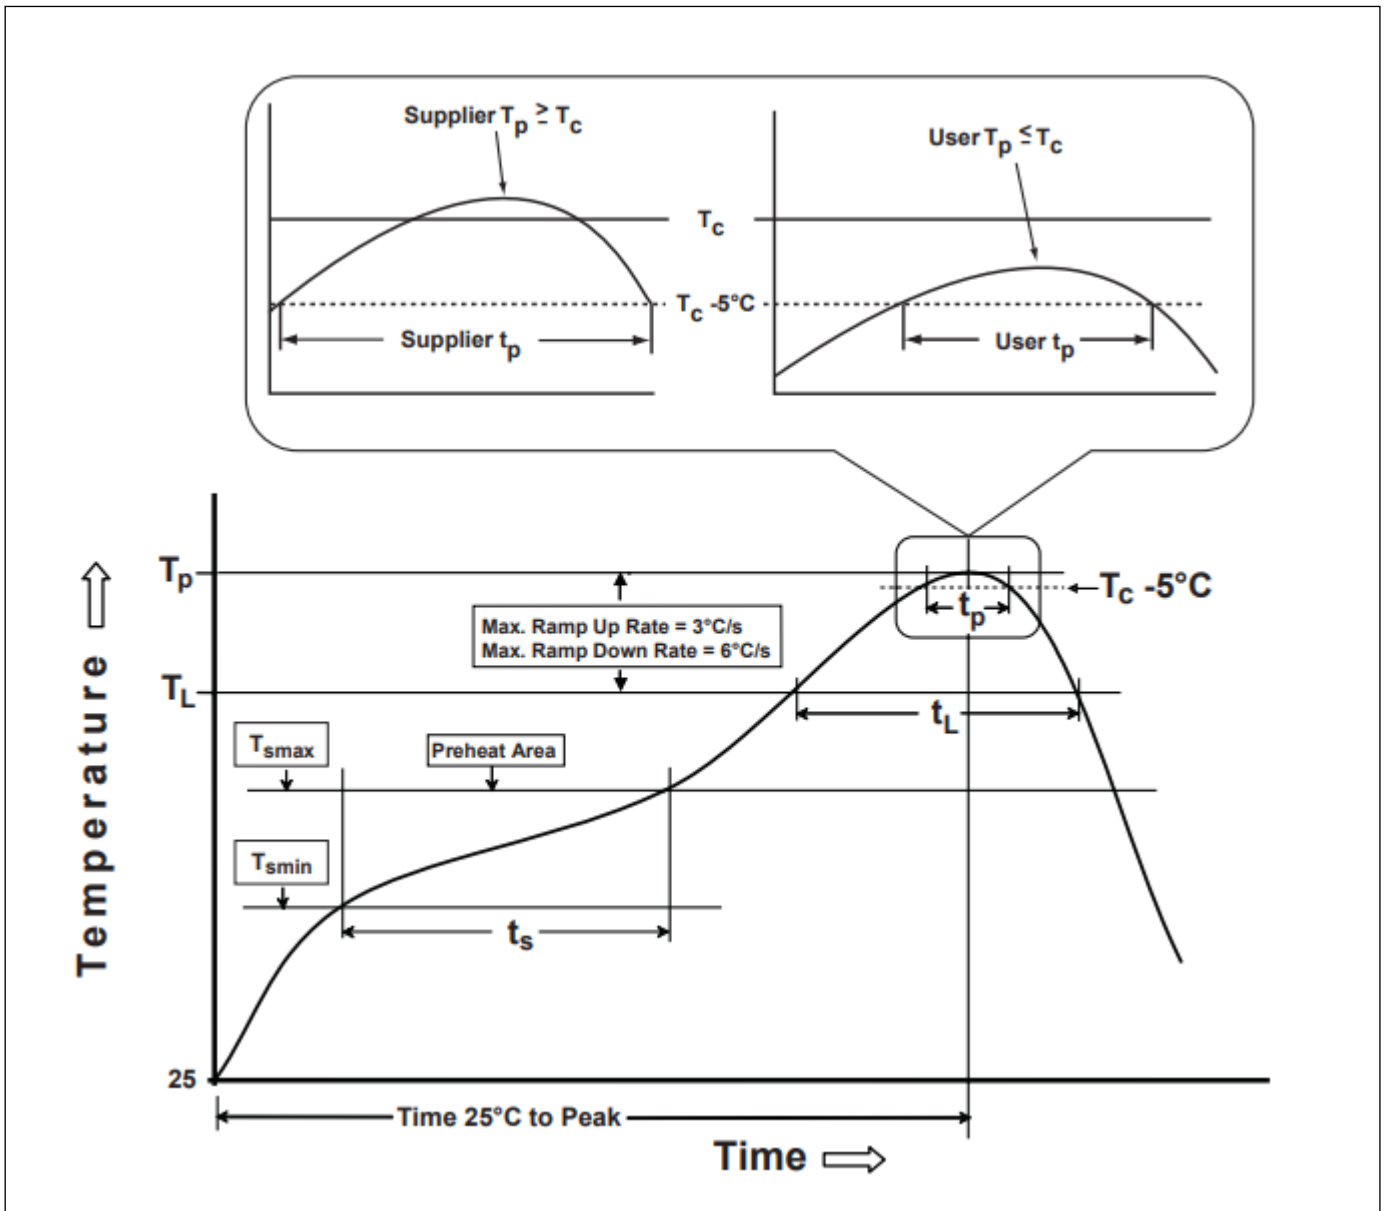 Supplier Tp ≥ Tc
User Tp ≤ Tc
Tc
Tc -5°C
Supplier tp
User tp
Tp
Tc -5°C
tp
Max. Ramp Up Rate = 3°C/s
Max. Ramp Down Rate = 6°C/s
TL
tL
Tsmax
Preheat Area
Tsmin
ts
Temperature
25
Time 25°C to Peak
Time